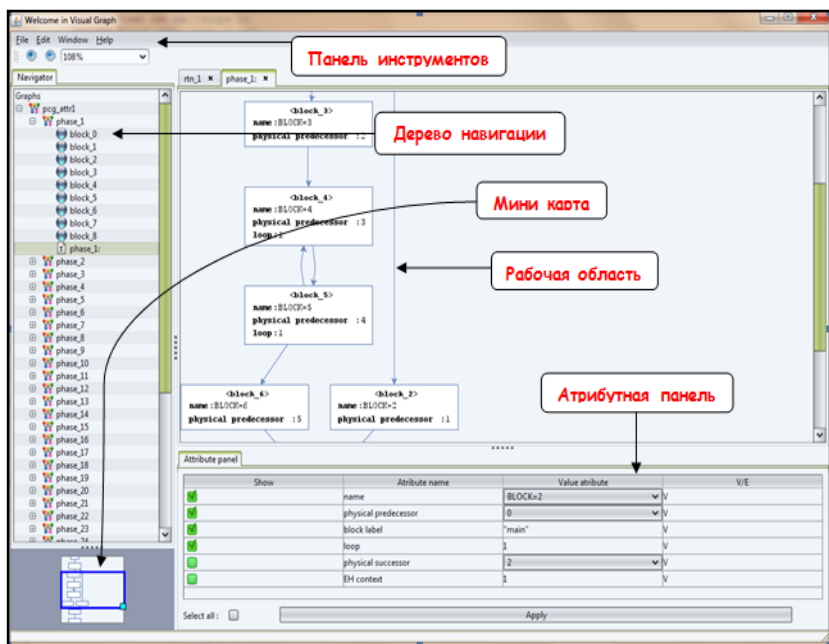 Welcome in Visual Graph
File Edit Window Help
108%
Панель инструментов
Navigator
rtn_1 phase_1:
Graphs
pcg_attr1
phase_1
block_0
block_1
block_2
block_3
block_4
block_5
block_6
block_7
block_8
phase_1:
phase_2
phase_3
phase_4
phase_5
phase_6
phase_7
phase_8
phase_9
phase_10
phase_11
phase_12
phase_13
phase_14
phase_15
phase_16
phase_17
phase_18
phase_19
phase_20
phase_21
phase_22
phase_23
phase_24
<block_3>
name:BLOCK=3
physical predecessor :2
Дерево навигации
<block_4>
name:BLOCK=4
physical predecessor :3
loop:1
Мини карта
Рабочая область
<block_5>
name:BLOCK=5
physical predecessor :4
loop:1
<block_6>
name:BLOCK=6
physical predecessor :5
<block_2>
name:BLOCK=2
physical predecessor :1
Атрибутная панель
Attribute panel
Show Atribute name Value atribute V/E
name BLOCK=2 V
physical predecessor 0 V
block label "main" V
loop 1 V
physical successor 2 V
EH context 1 V
Select all : Apply